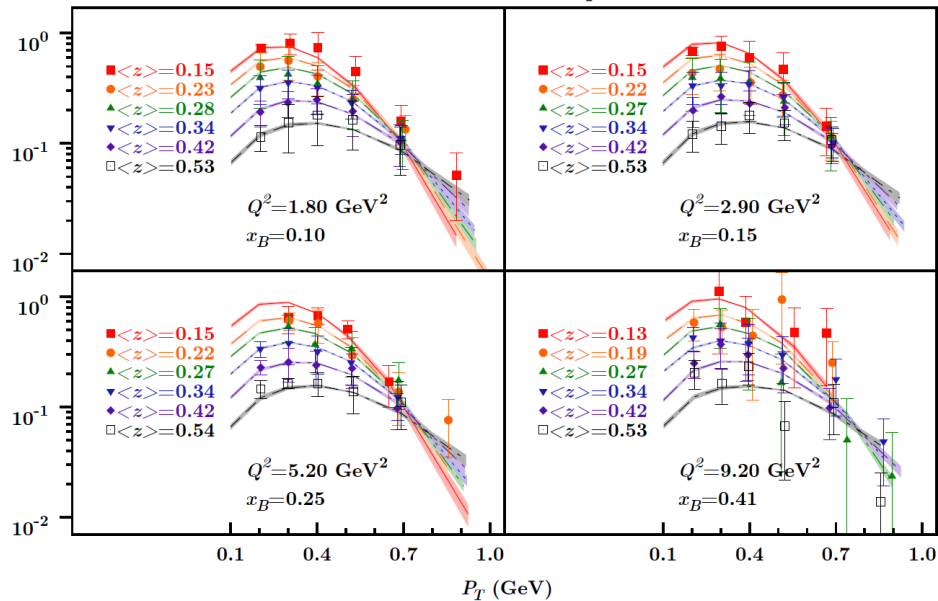 10^0
10^-1
10^-2
<z>=0.15
<z>=0.23
<z>=0.28
<z>=0.34
<z>=0.42
<z>=0.53
Q^2=1.80 GeV^2
x_B=0.10
<z>=0.15
<z>=0.22
<z>=0.27
<z>=0.34
<z>=0.42
<z>=0.53
Q^2=2.90 GeV^2
x_B=0.15
10^0
10^-1
10^-2
<z>=0.15
<z>=0.22
<z>=0.27
<z>=0.34
<z>=0.42
<z>=0.54
Q^2=5.20 GeV^2
x_B=0.25
<z>=0.13
<z>=0.19
<z>=0.27
<z>=0.34
<z>=0.42
<z>=0.53
Q^2=9.20 GeV^2
x_B=0.41
0.1 0.4 0.7 1.0 0.1 0.4 0.7 1.0
P_T (GeV)